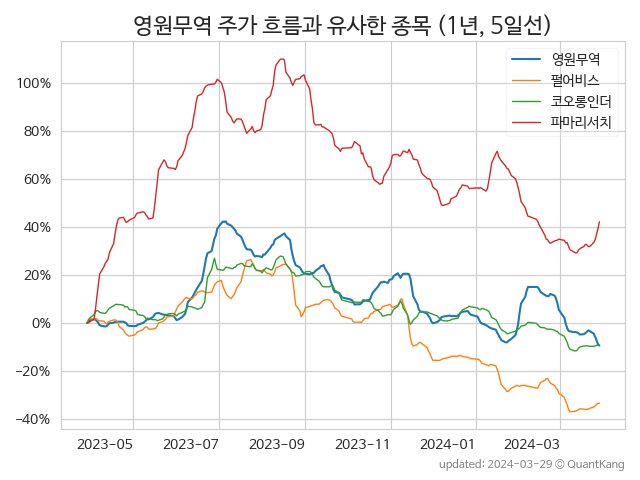 영원무역 주가 흐름과 유사한 종목 (1년, 5일선)
영원무역
펄어비스
코오롱인더
파마리서치
100%
80%
60%
40%
20%
0%
−20%
−40%
2023-05
2023-07
2023-09
2023-11
2024-01
2024-03
updated: 2024-03-29 © QuantKang